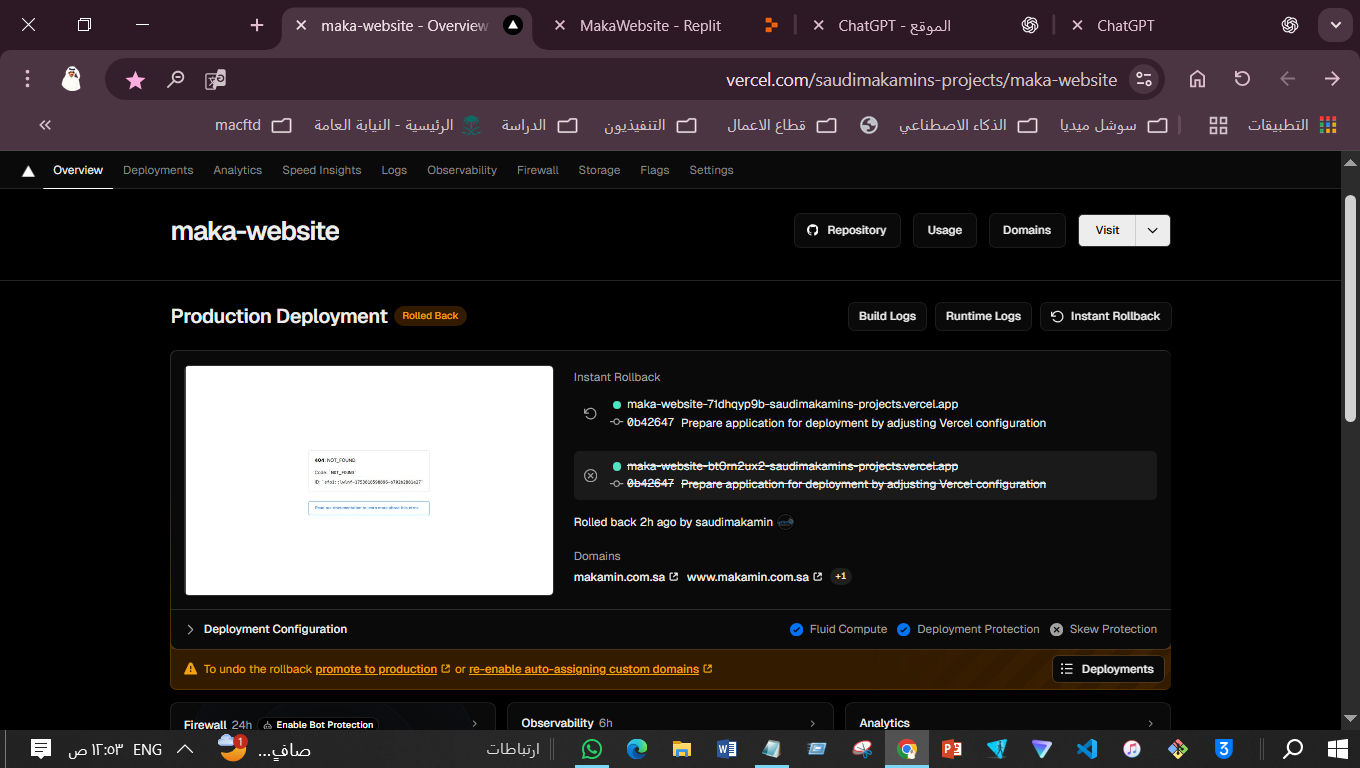 maka-website - Overview
MakaWebsite - Replit
ChatGPT - الموقع
ChatGPT
vercel.com/saudimakamins-projects/maka-website
التطبيقات
سوشل ميديا
الذكاء الاصطناعي
قطاع الاعمال
التنفيذيون
الدراسة
الرئيسية - النيابة العامة
macftd
»
Overview Deployments Analytics Speed Insights Logs Observability Firewall Storage Flags Settings
maka-website
Repository Usage Domains Visit
Production Deployment Rolled Back
Build Logs Runtime Logs Instant Rollback
404: NOT_FOUND
Code: `NOT_FOUND`
Instant Rollback
maka-website-71dhqyp9b-saudimakamins-projects.vercel.app
0b42647 Prepare application for deployment by adjusting Vercel configuration
maka-website-bt0rn2ux2-saudimakamins-projects.vercel.app
0b42647 Prepare application for deployment by adjusting Vercel configuration
Rolled back 2h ago by saudimakamin
Domains
makamin.com.sa www.makamin.com.sa +1
Deployment Configuration
Fluid Compute Deployment Protection Skew Protection
To undo the rollback promote to production or re-enable auto-assigning custom domains
Deployments
Firewall 24h Enable Bot Protection
Observability 6h
Analytics
١٢:٠٣ ص ENG
1
صافٍ...
ارتباطات
3